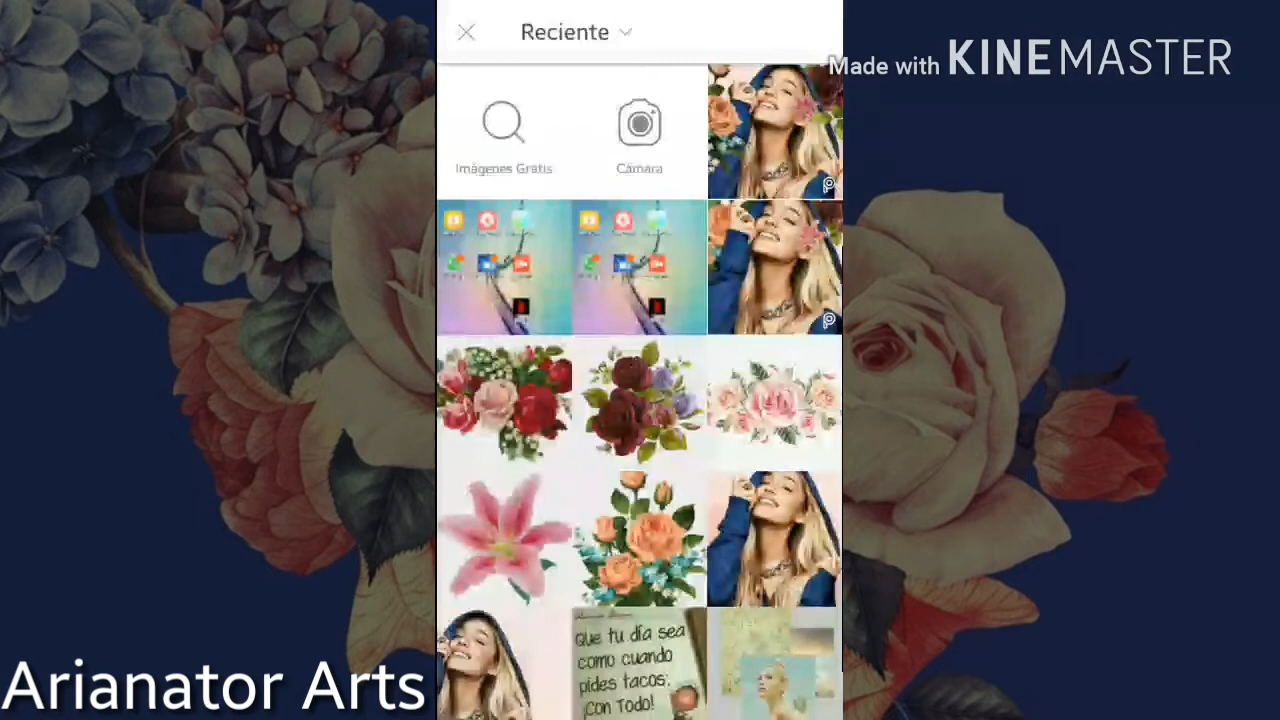 Reciente
Made with KINEMASTER
Imágenes Gratis
Cámara
que tu día sea
como cuando
pides tacos:
¡Con Todo!
Arianator Arts